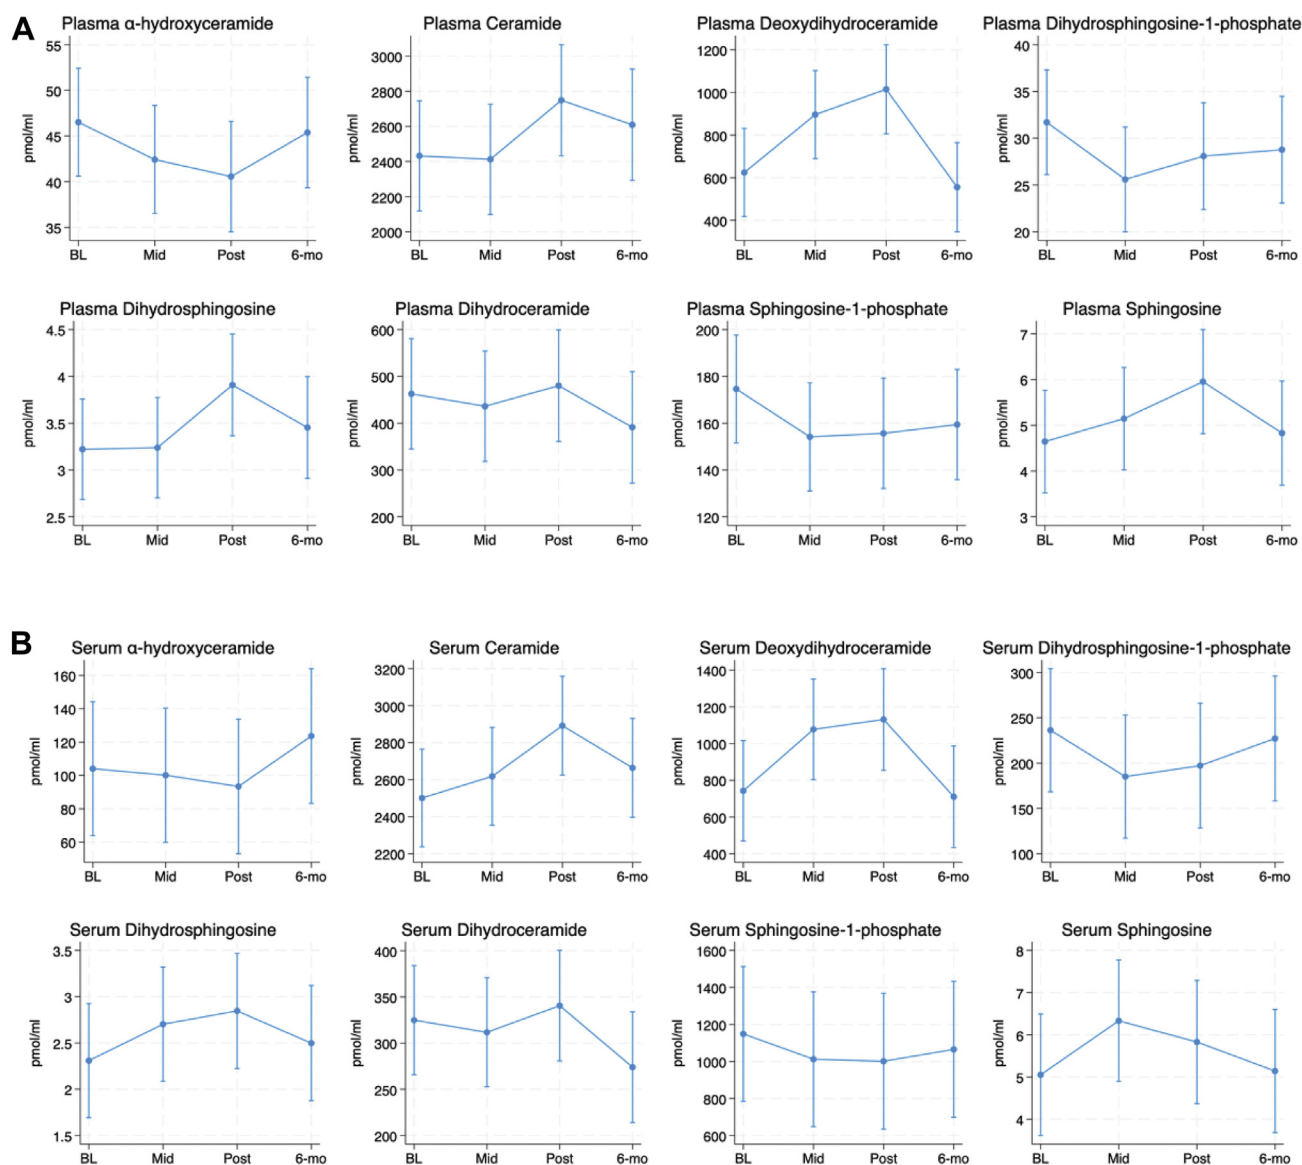 A
Plasma α-hydroxyceramide
pmol/ml
55
50
45
40
35
BL Mid Post 6-mo
Plasma Ceramide
pmol/ml
3000
2800
2600
2400
2200
2000
BL Mid Post 6-mo
Plasma Deoxydihydroceramide
pmol/ml
1200
1000
800
600
400
BL Mid Post 6-mo
Plasma Dihydrosphingosine-1-phosphate
pmol/ml
40
35
30
25
20
BL Mid Post 6-mo
Plasma Dihydrosphingosine
pmol/ml
4.5
4
3.5
3
2.5
BL Mid Post 6-mo
Plasma Dihydroceramide
pmol/ml
600
500
400
300
200
BL Mid Post 6-mo
Plasma Sphingosine-1-phosphate
pmol/ml
200
180
160
140
120
BL Mid Post 6-mo
Plasma Sphingosine
pmol/ml
7
6
5
4
3
BL Mid Post 6-mo
B
Serum α-hydroxyceramide
pmol/ml
160
140
120
100
80
60
BL Mid Post 6-mo
Serum Ceramide
pmol/ml
3200
3000
2800
2600
2400
2200
BL Mid Post 6-mo
Serum Deoxydihydroceramide
pmol/ml
1400
1200
1000
800
600
400
BL Mid Post 6-mo
Serum Dihydrosphingosine-1-phosphate
pmol/ml
300
250
200
150
100
BL Mid Post 6-mo
Serum Dihydrosphingosine
pmol/ml
3.5
3
2.5
2
1.5
BL Mid Post 6-mo
Serum Dihydroceramide
pmol/ml
400
350
300
250
200
BL Mid Post 6-mo
Serum Sphingosine-1-phosphate
pmol/ml
1600
1400
1200
1000
800
600
BL Mid Post 6-mo
Serum Sphingosine
pmol/ml
8
7
6
5
4
BL Mid Post 6-mo